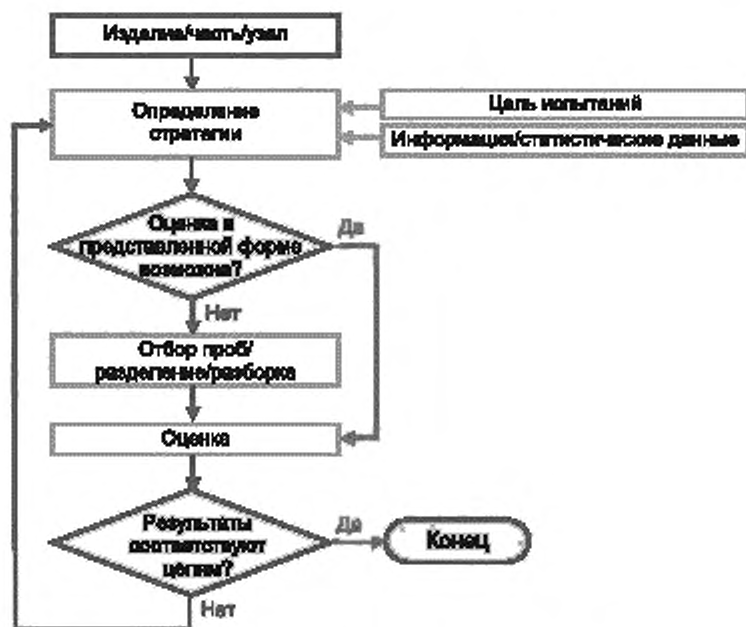 Изделие/часть/узел
Определение
стратегии
Цель испытаний
Информация/статистические данные
Оценка в
представленной форме
возможна?
Да
Нет
Отбор проб/
разделение/разборка
Оценка
Результаты
соответствуют
целям?
Да
Конец
Нет